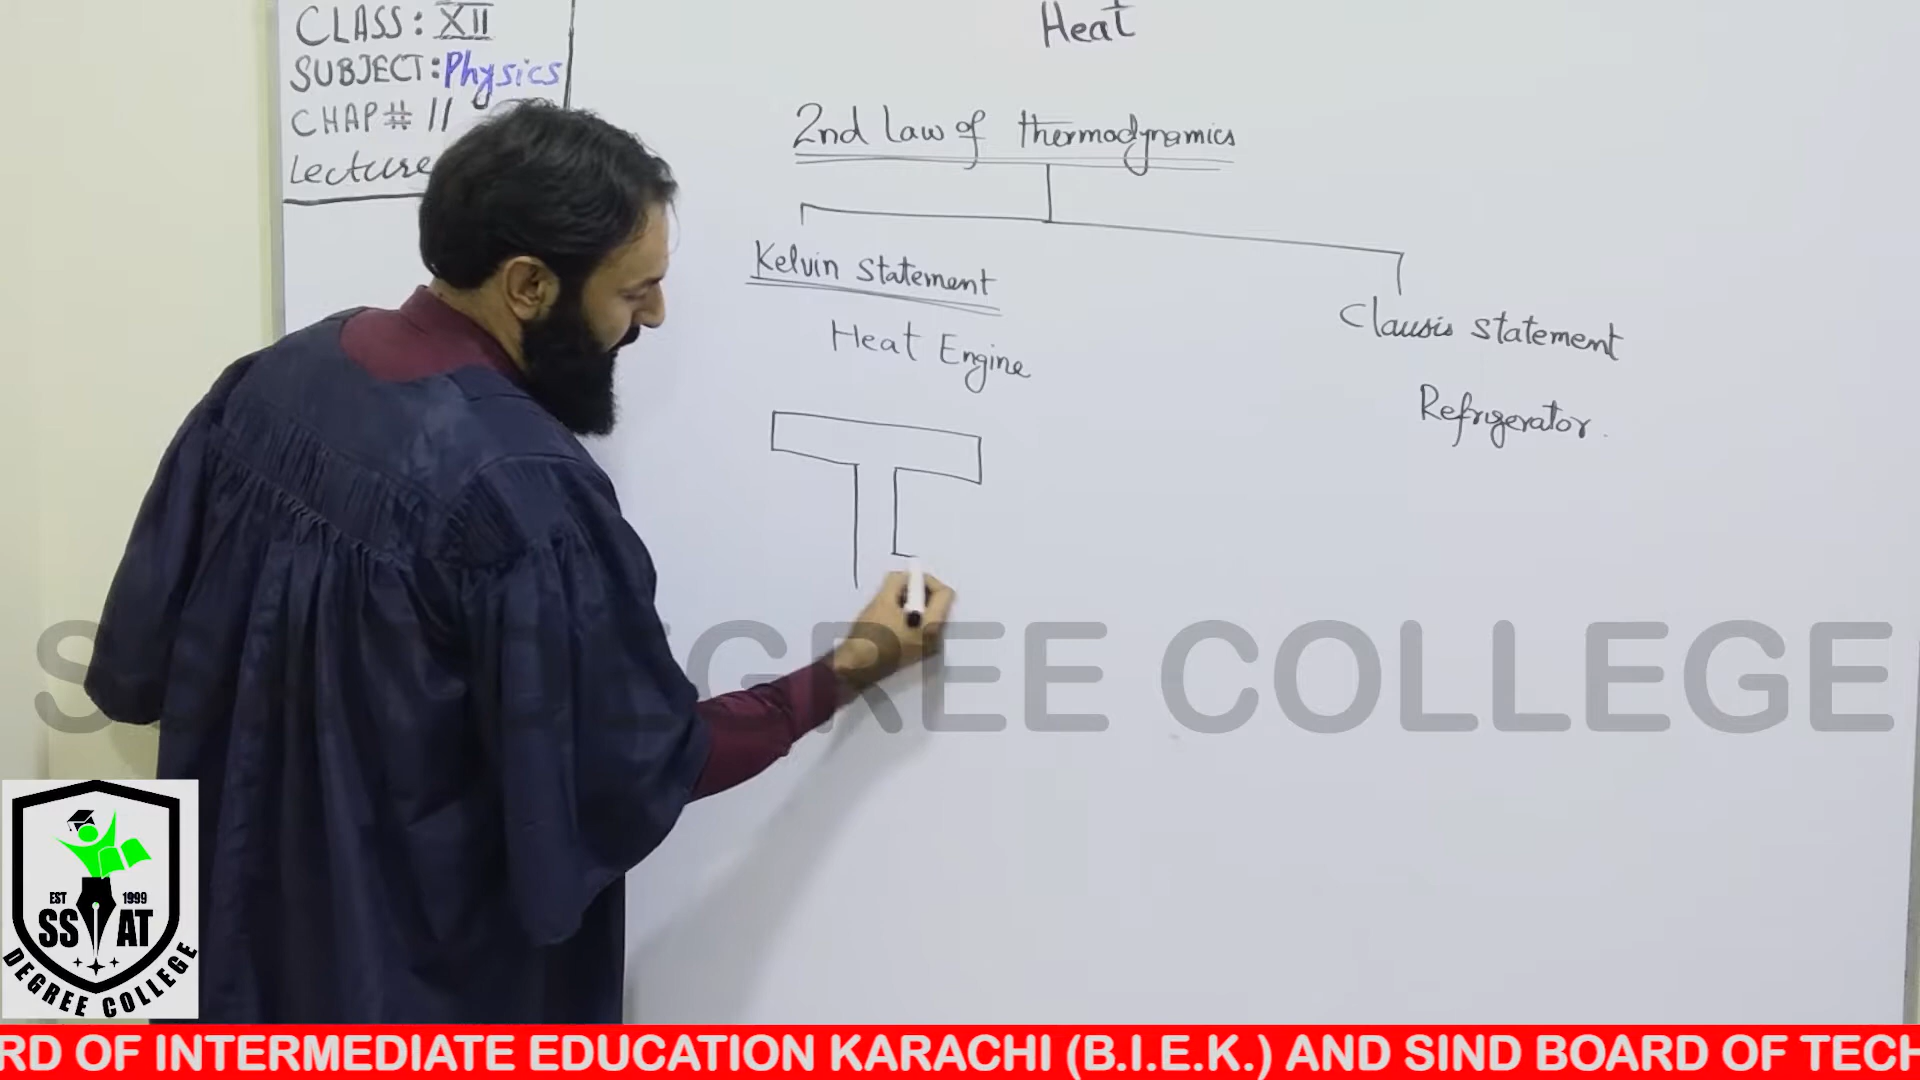 CLASS: XII
SUBJECT: Physics
CHAP # 11
Lecture
Heat
2nd Law of thermodynamics
Kelvin Statement
Heat Engine
Clausis Statement
Refrigerator.
DEGREE COLLEGE
EST 1999
SS AT
DEGREE COLLEGE
RD OF INTERMEDIATE EDUCATION KARACHI (B.I.E.K.) AND SIND BOARD OF TECH